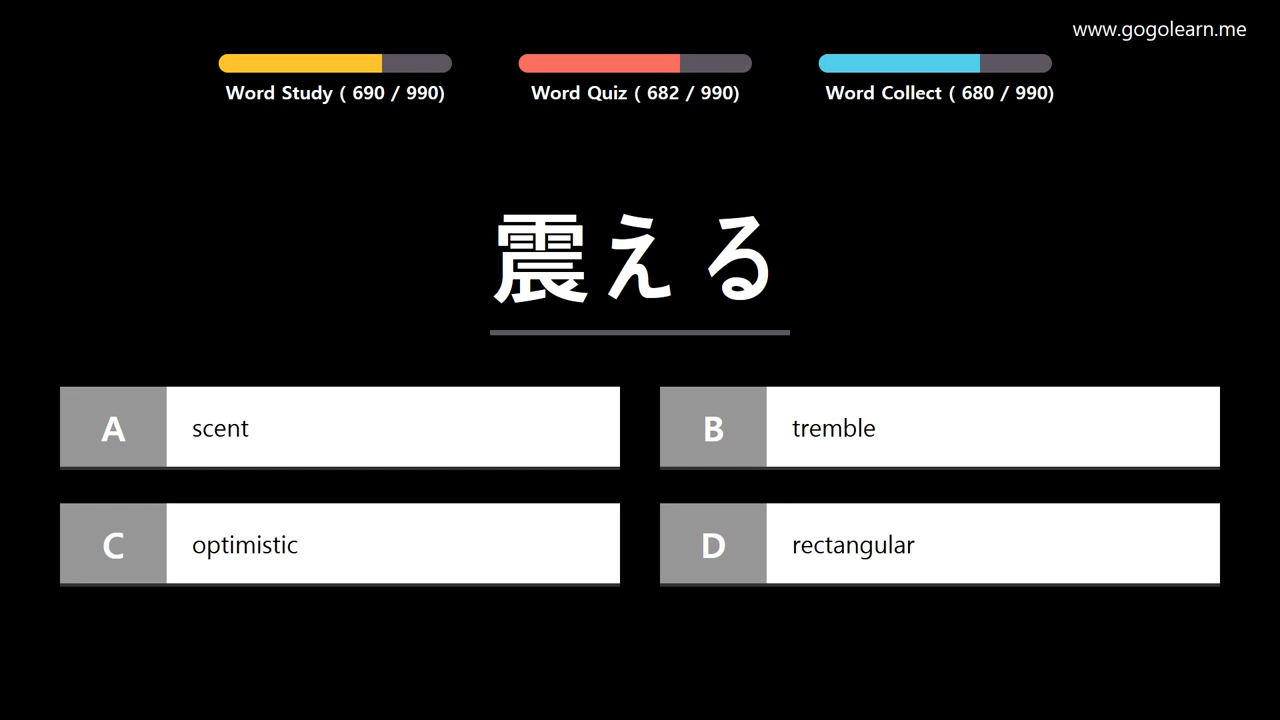 www.gogolearn.me
Word Study ( 690 / 990)
Word Quiz ( 682 / 990)
Word Collect ( 680 / 990)
震える
A scent
B tremble
C optimistic
D rectangular